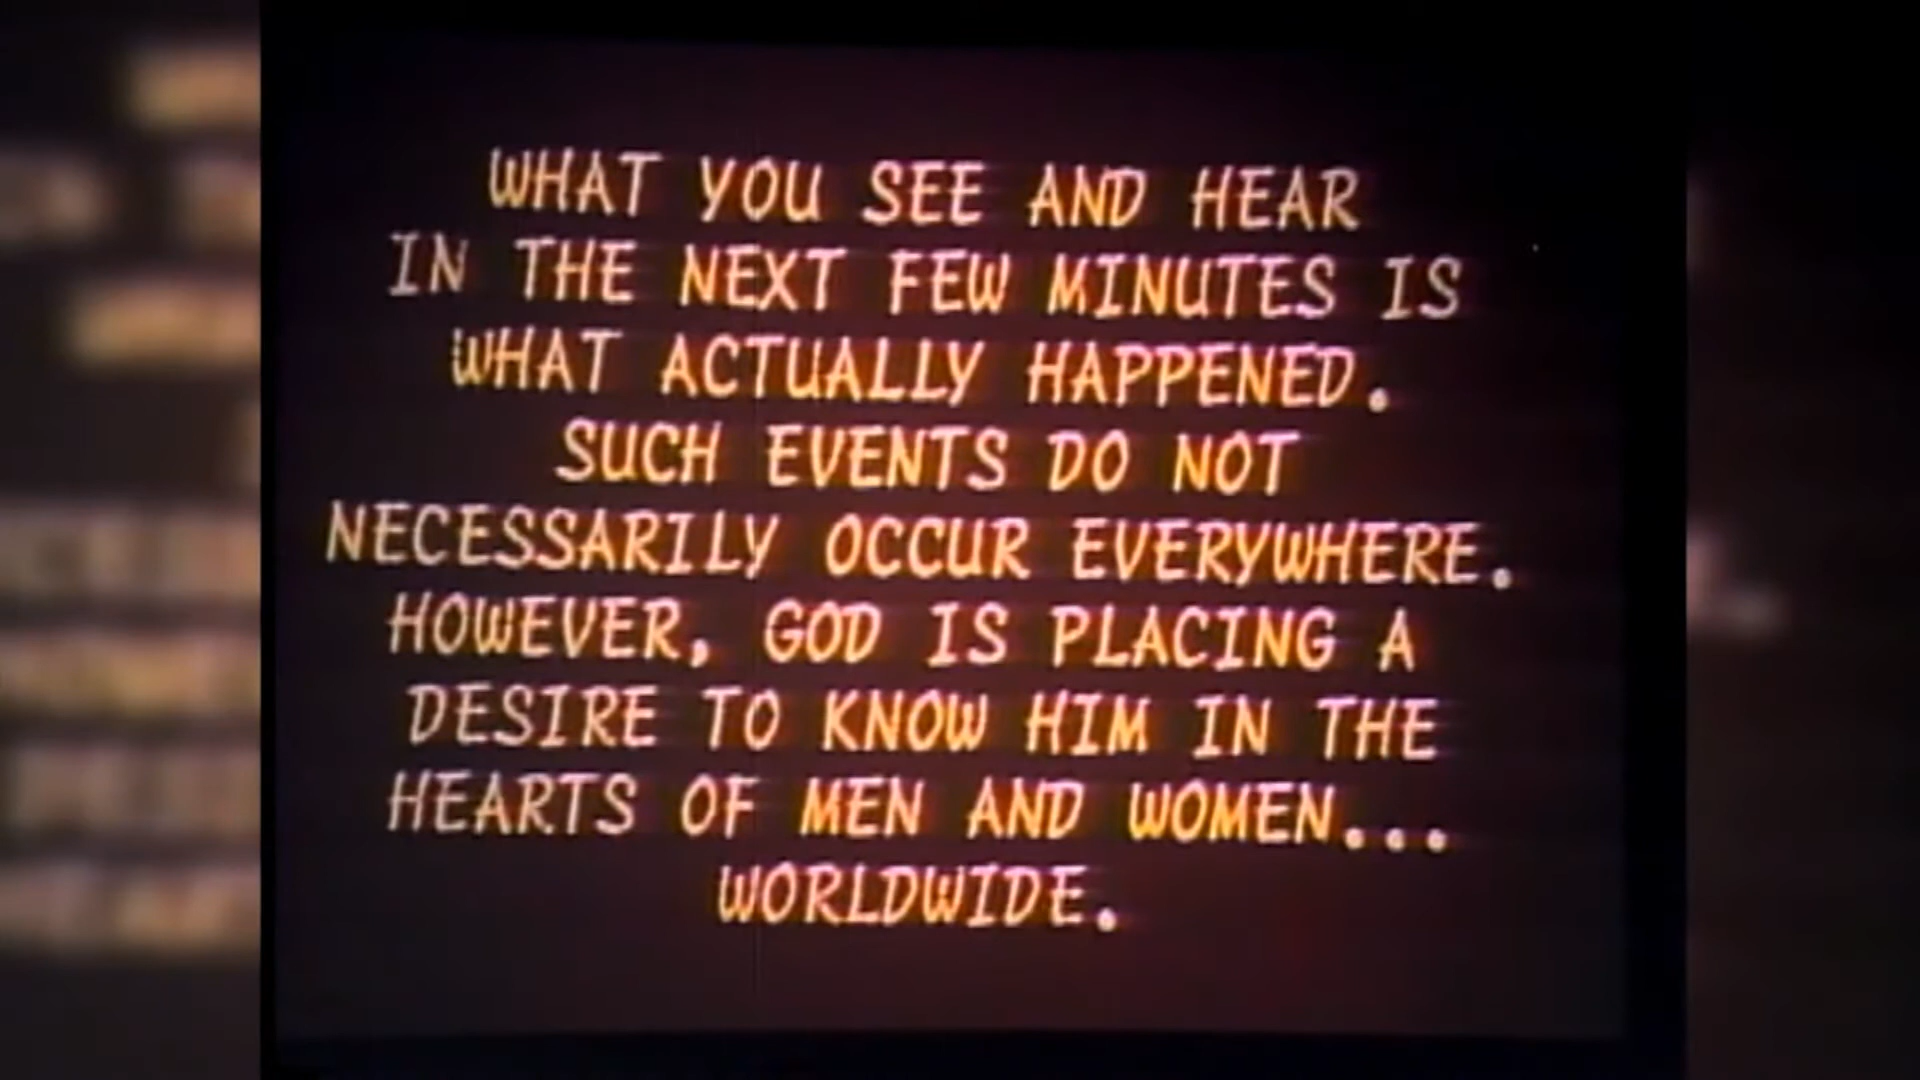 WHAT YOU SEE AND HEAR
IN THE NEXT FEW MINUTES IS
WHAT ACTUALLY HAPPENED.
SUCH EVENTS DO NOT
NECESSARILY OCCUR EVERYWHERE.
HOWEVER, GOD IS PLACING A
DESIRE TO KNOW HIM IN THE
HEARTS OF MEN AND WOMEN...
WORLDWIDE.